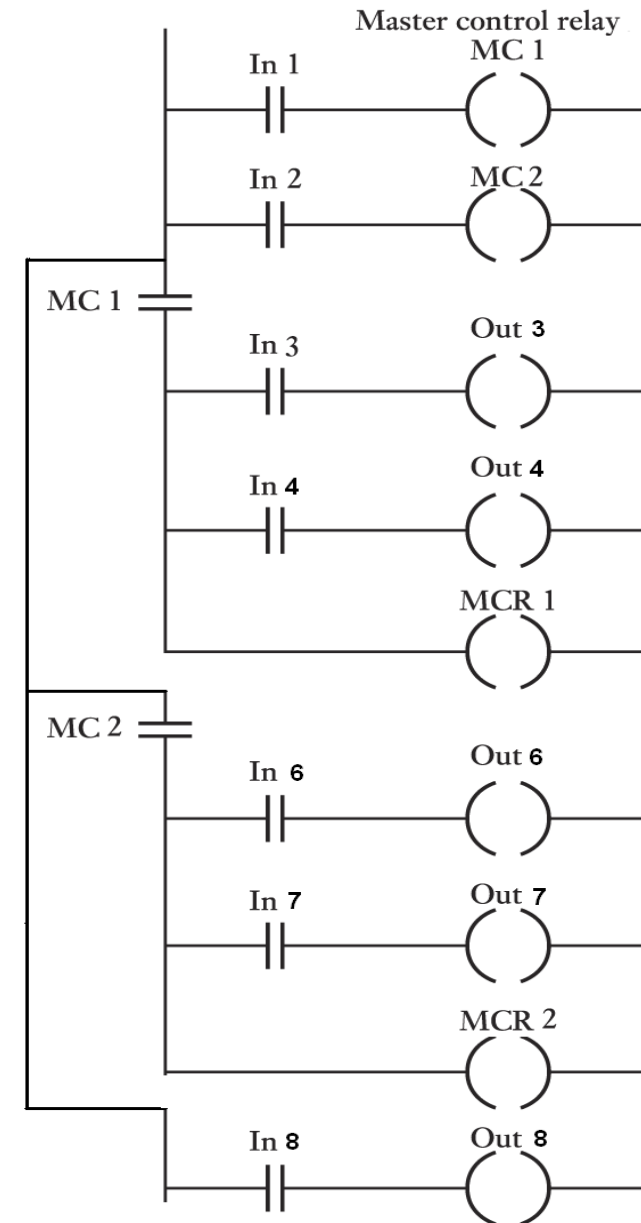 Master control relay
MC 1
In 1
MC 2
In 2
MC 1
Out 3
In 3
Out 4
In 4
MCR 1
MC 2
Out 6
In 6
Out 7
In 7
MCR 2
Out 8
In 8